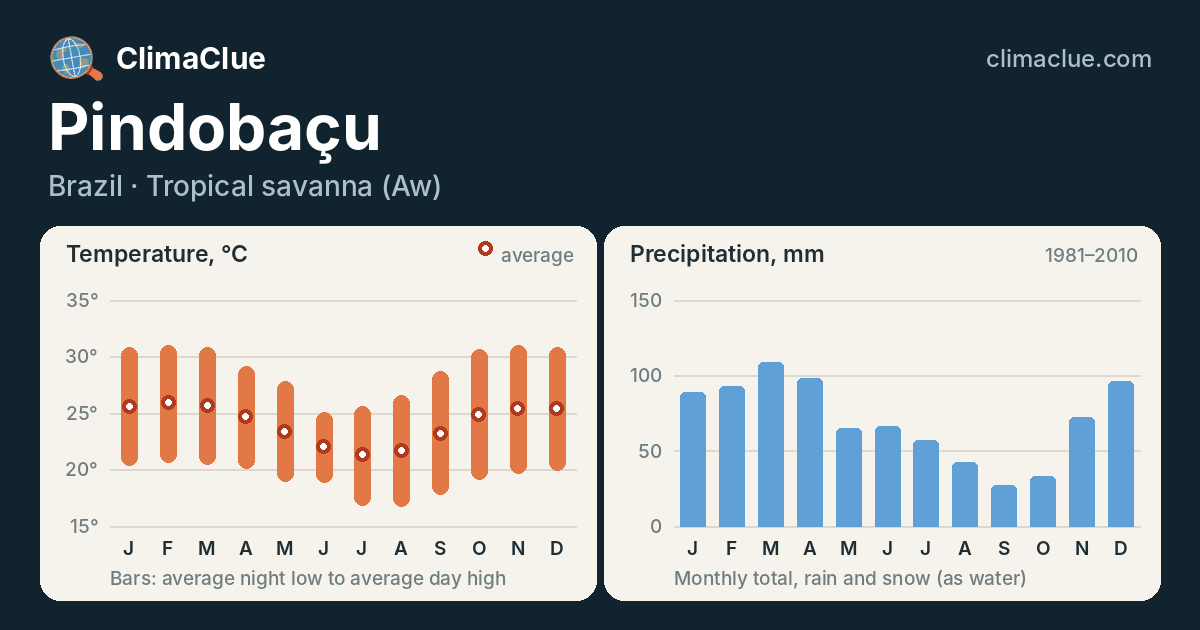 ClimaClue
climaclue.com
Pindobaçu
Brazil · Tropical savanna (Aw)
Temperature, °C
average
35°
30°
25°
20°
15°
J F M A M J J A S O N D
Bars: average night low to average day high
Precipitation, mm
1981–2010
150
100
50
0
J F M A M J J A S O N D
Monthly total, rain and snow (as water)